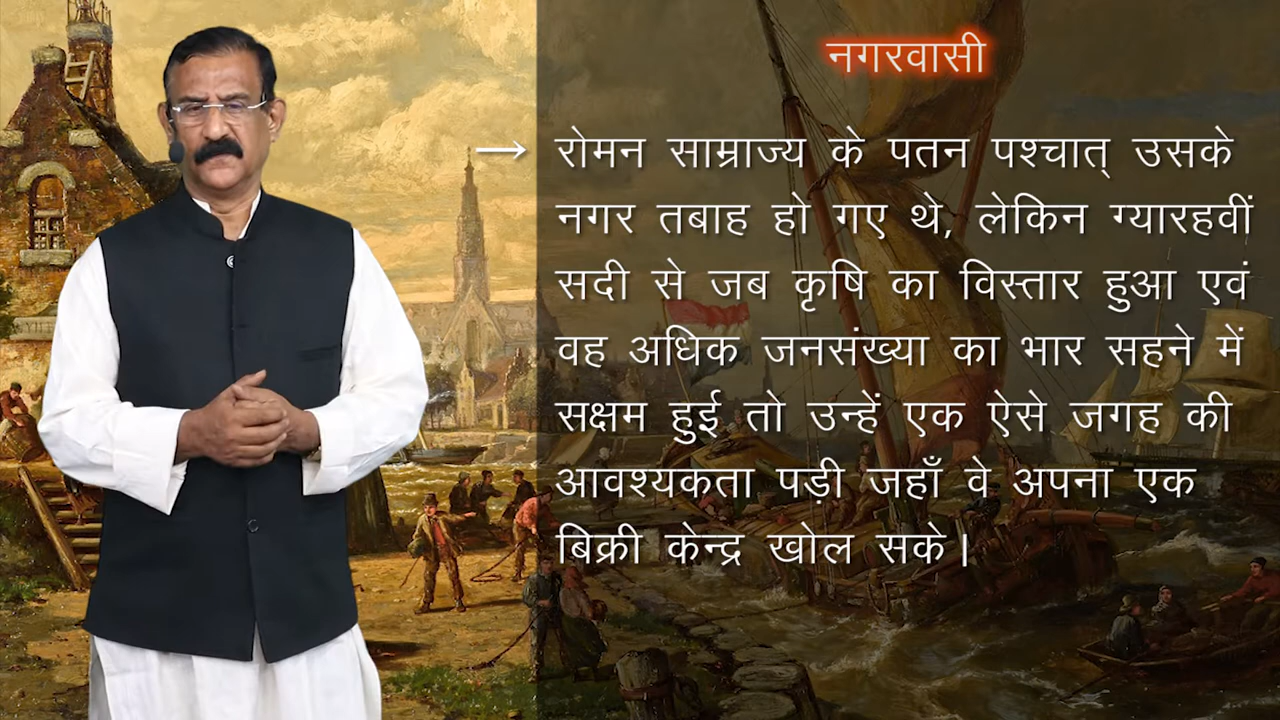 नगरवासी
→ रोमन साम्राज्य के पतन पश्चात् उसके
नगर तबाह हो गए थे, लेकिन ग्यारहवीं
सदी से जब कृषि का विस्तार हुआ एवं
वह अधिक जनसंख्या का भार सहने में
सक्षम हुई तो उन्हें एक ऐसे जगह की
आवश्यकता पड़ी जहाँ वे अपना एक
बिक्री केन्द्र खोल सके|